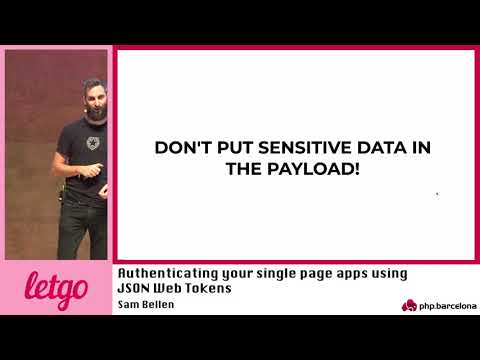 DON'T PUT SENSITIVE DATA IN
THE PAYLOAD!
letgo
Authenticating your single page apps using
JSON Web Tokens
Sam Bellen
php.barcelona